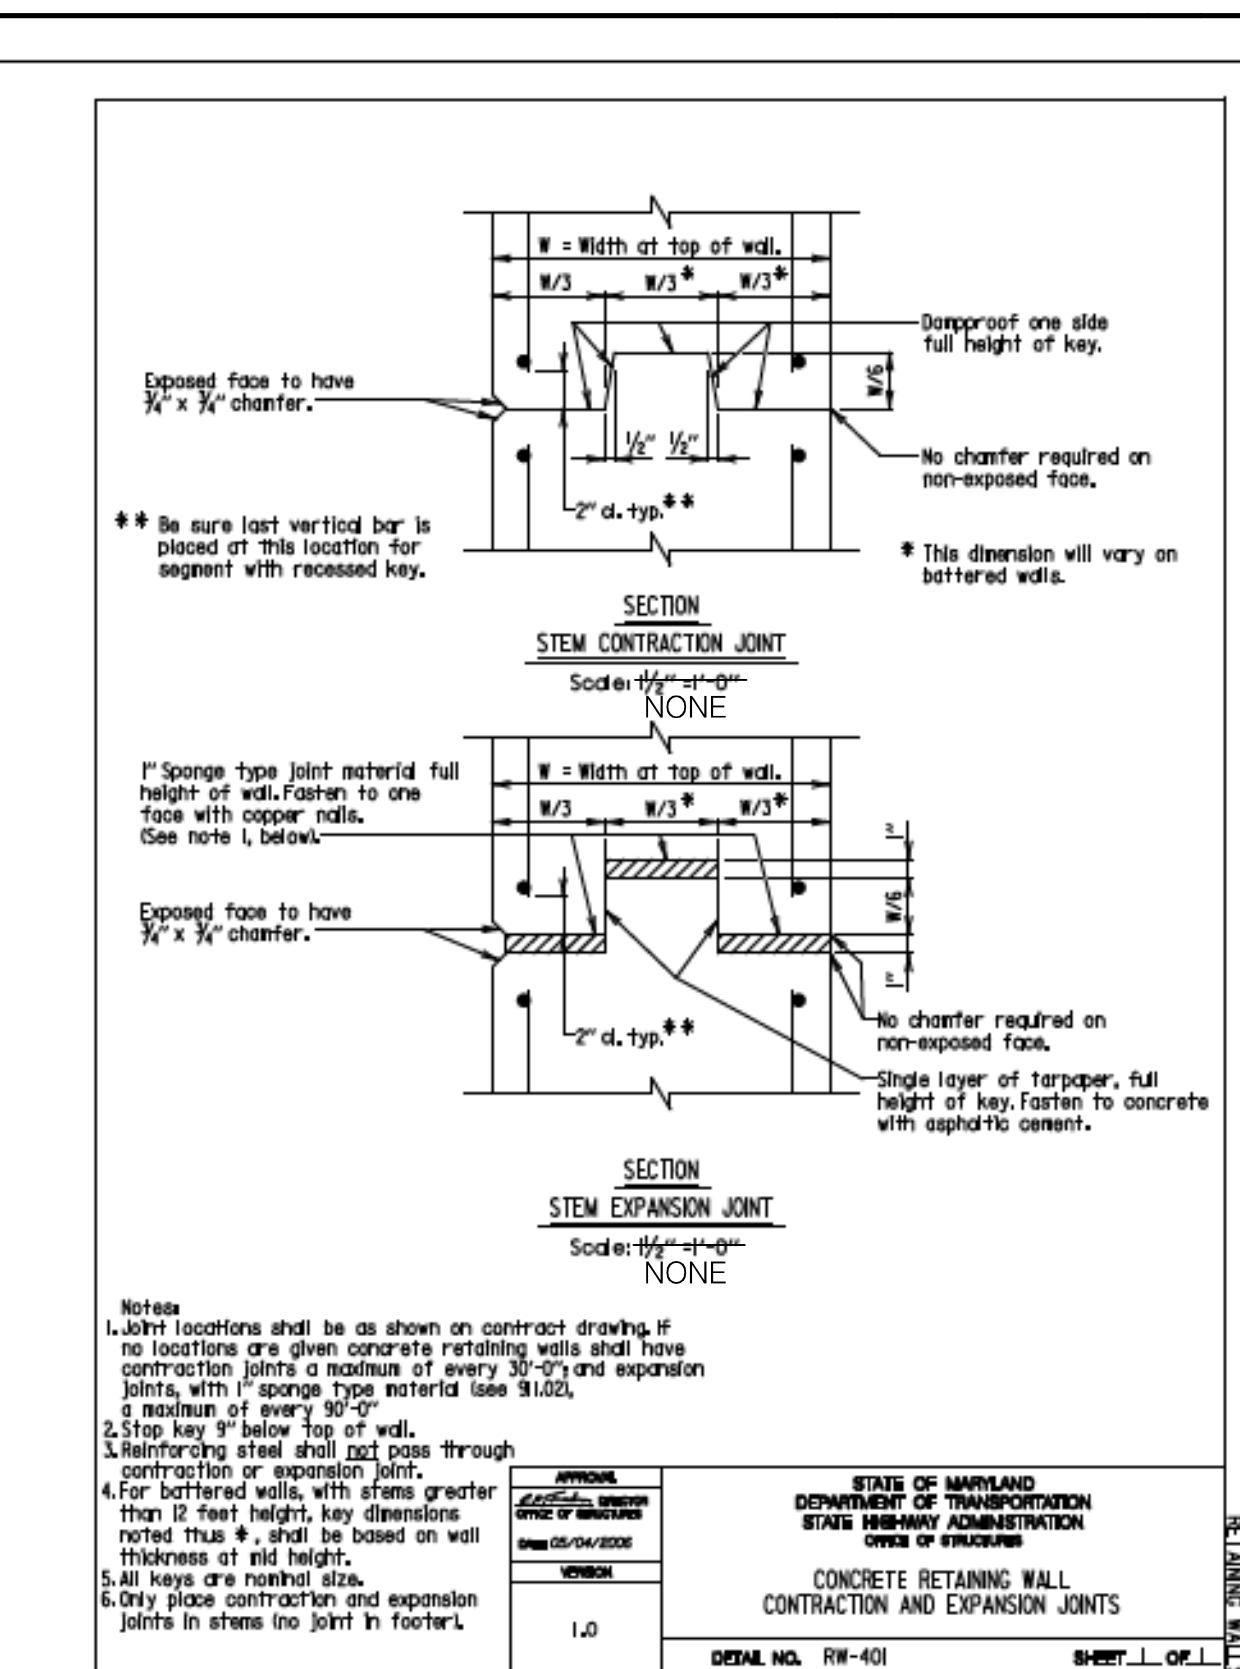 W = Width at top of wall.
W/3 W/3* W/3*
Dampproof one side
full height of key.
W/6
Exposed face to have
3/4" x 3/4" chamfer.
1/2" 1/2"
No chamfer required on
non-exposed face.
2" cl. typ.**
** Be sure last vertical bar is
placed at this location for
segment with recessed key.
* This dimension will vary on
battered walls.
SECTION
STEM CONTRACTION JOINT
Scale: 1 1/2" = 1'-0"
NONE
1" Sponge type joint material full
height of wall. Fasten to one
face with copper nails.
(See note 1, below).
W = Width at top of wall.
W/3 W/3* W/3*
1"
W/6
1"
Exposed face to have
3/4" x 3/4" chamfer.
2" cl. typ.**
No chamfer required on
non-exposed face.
Single layer of tarpaper, full
height of key. Fasten to concrete
with asphaltic cement.
SECTION
STEM EXPANSION JOINT
Scale: 1 1/2" = 1'-0"
NONE
Notes:
1. Joint locations shall be as shown on contract drawing. If
no locations are given concrete retaining walls shall have
contraction joints a maximum of every 30'-0"; and expansion
joints, with 1" sponge type material (see 911.02),
a maximum of every 90'-0"
2. Stop key 9" below top of wall.
3. Reinforcing steel shall not pass through
contraction or expansion joint.
4. For battered walls, with stems greater
than 12 feet height, key dimensions
noted thus *, shall be based on wall
thickness at mid height.
5. All keys are nominal size.
6. Only place contraction and expansion
joints in stems (no joint in footer).
APPROVAL
DIRECTOR
OFFICE OF STRUCTURES
DATE: 05/04/2006
VERSION
1.0
STATE OF MARYLAND
DEPARTMENT OF TRANSPORTATION
STATE HIGHWAY ADMINISTRATION
OFFICE OF STRUCTURES
CONCRETE RETAINING WALL
CONTRACTION AND EXPANSION JOINTS
DETAIL NO. RW-401 SHEET 1 OF 1
RETAINING WALLS